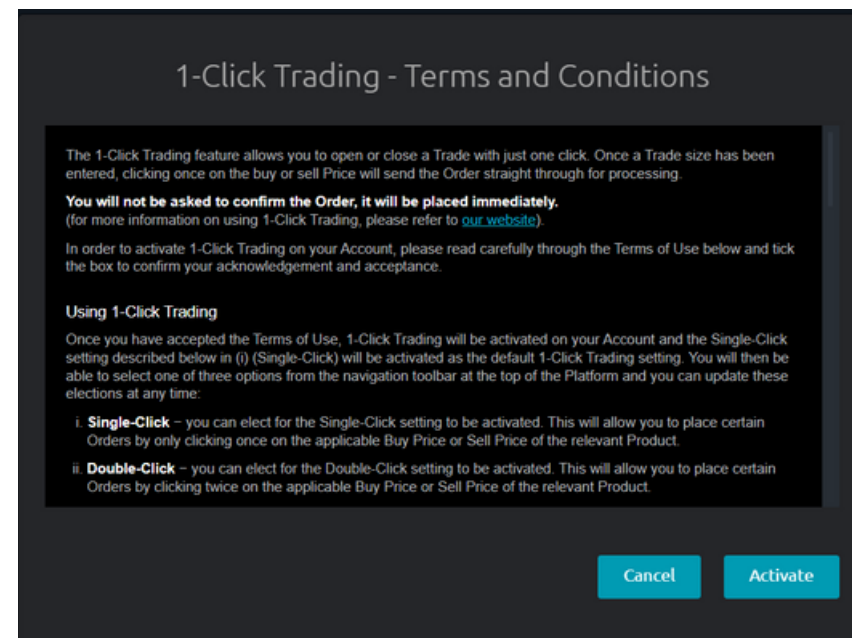 1-Click Trading - Terms and Conditions
The 1-Click Trading feature allows you to open or close a Trade with just one click. Once a Trade size has been
entered, clicking once on the buy or sell Price will send the Order straight through for processing.
You will not be asked to confirm the Order, it will be placed immediately.
(for more information on using 1-Click Trading, please refer to our website).
In order to activate 1-Click Trading on your Account, please read carefully through the Terms of Use below and tick
the box to confirm your acknowledgement and acceptance.
Using 1-Click Trading
Once you have accepted the Terms of Use, 1-Click Trading will be activated on your Account and the Single-Click
setting described below in (i) (Single-Click) will be activated as the default 1-Click Trading setting. You will then be
able to select one of three options from the navigation toolbar at the top of the Platform and you can update these
elections at any time:
i. Single-Click – you can elect for the Single-Click setting to be activated. This will allow you to place certain
Orders by only clicking once on the applicable Buy Price or Sell Price of the relevant Product.
ii. Double-Click – you can elect for the Double-Click setting to be activated. This will allow you to place certain
Orders by clicking twice on the applicable Buy Price or Sell Price of the relevant Product.
Cancel Activate